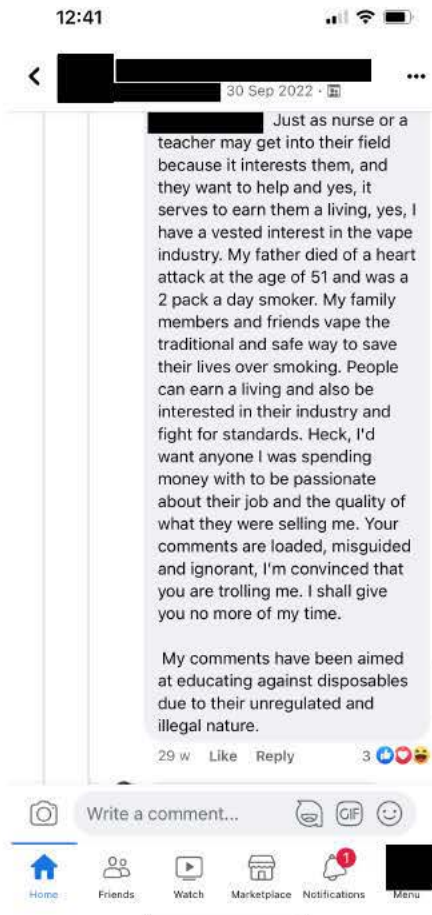 12:41
30 Sep 2022 ·
Just as nurse or a
teacher may get into their field
because it interests them, and
they want to help and yes, it
serves to earn them a living, yes, I
have a vested interest in the vape
industry. My father died of a heart
attack at the age of 51 and was a
2 pack a day smoker. My family
members and friends vape the
traditional and safe way to save
their lives over smoking. People
can earn a living and also be
interested in their industry and
fight for standards. Heck, I'd
want anyone I was spending
money with to be passionate
about their job and the quality of
what they were selling me. Your
comments are loaded, misguided
and ignorant, I'm convinced that
you are trolling me. I shall give
you no more of my time.
My comments have been aimed
at educating against disposables
due to their unregulated and
illegal nature.
29 w Like Reply 3
Write a comment... GIF
1
Home Friends Watch Marketplace Notifications Menu